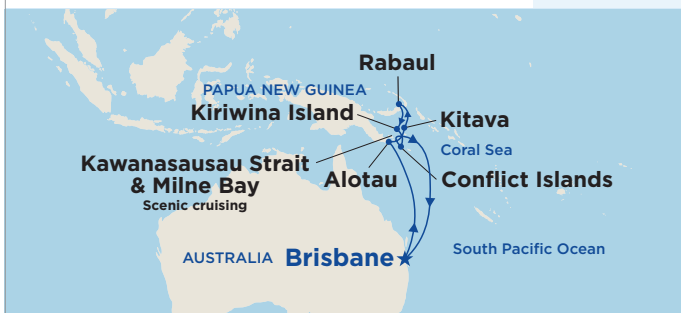 Rabaul
PAPUA NEW GUINEA
Kiriwina Island
Kitava
Coral Sea
Kawanasausau Strait
& Milne Bay
Scenic cruising
Alotau
Conflict Islands
South Pacific Ocean
AUSTRALIA
Brisbane